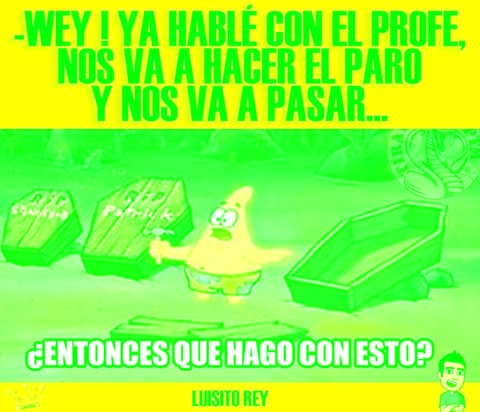 -WEY ! YA HABLÉ CON EL PROFE,
NOS VA A HACER EL PARO
Y NOS VA A PASAR...
R.I.P
R.I.P
Patrick
¿ENTONCES QUE HAGO CON ESTO?
LUISITO REY